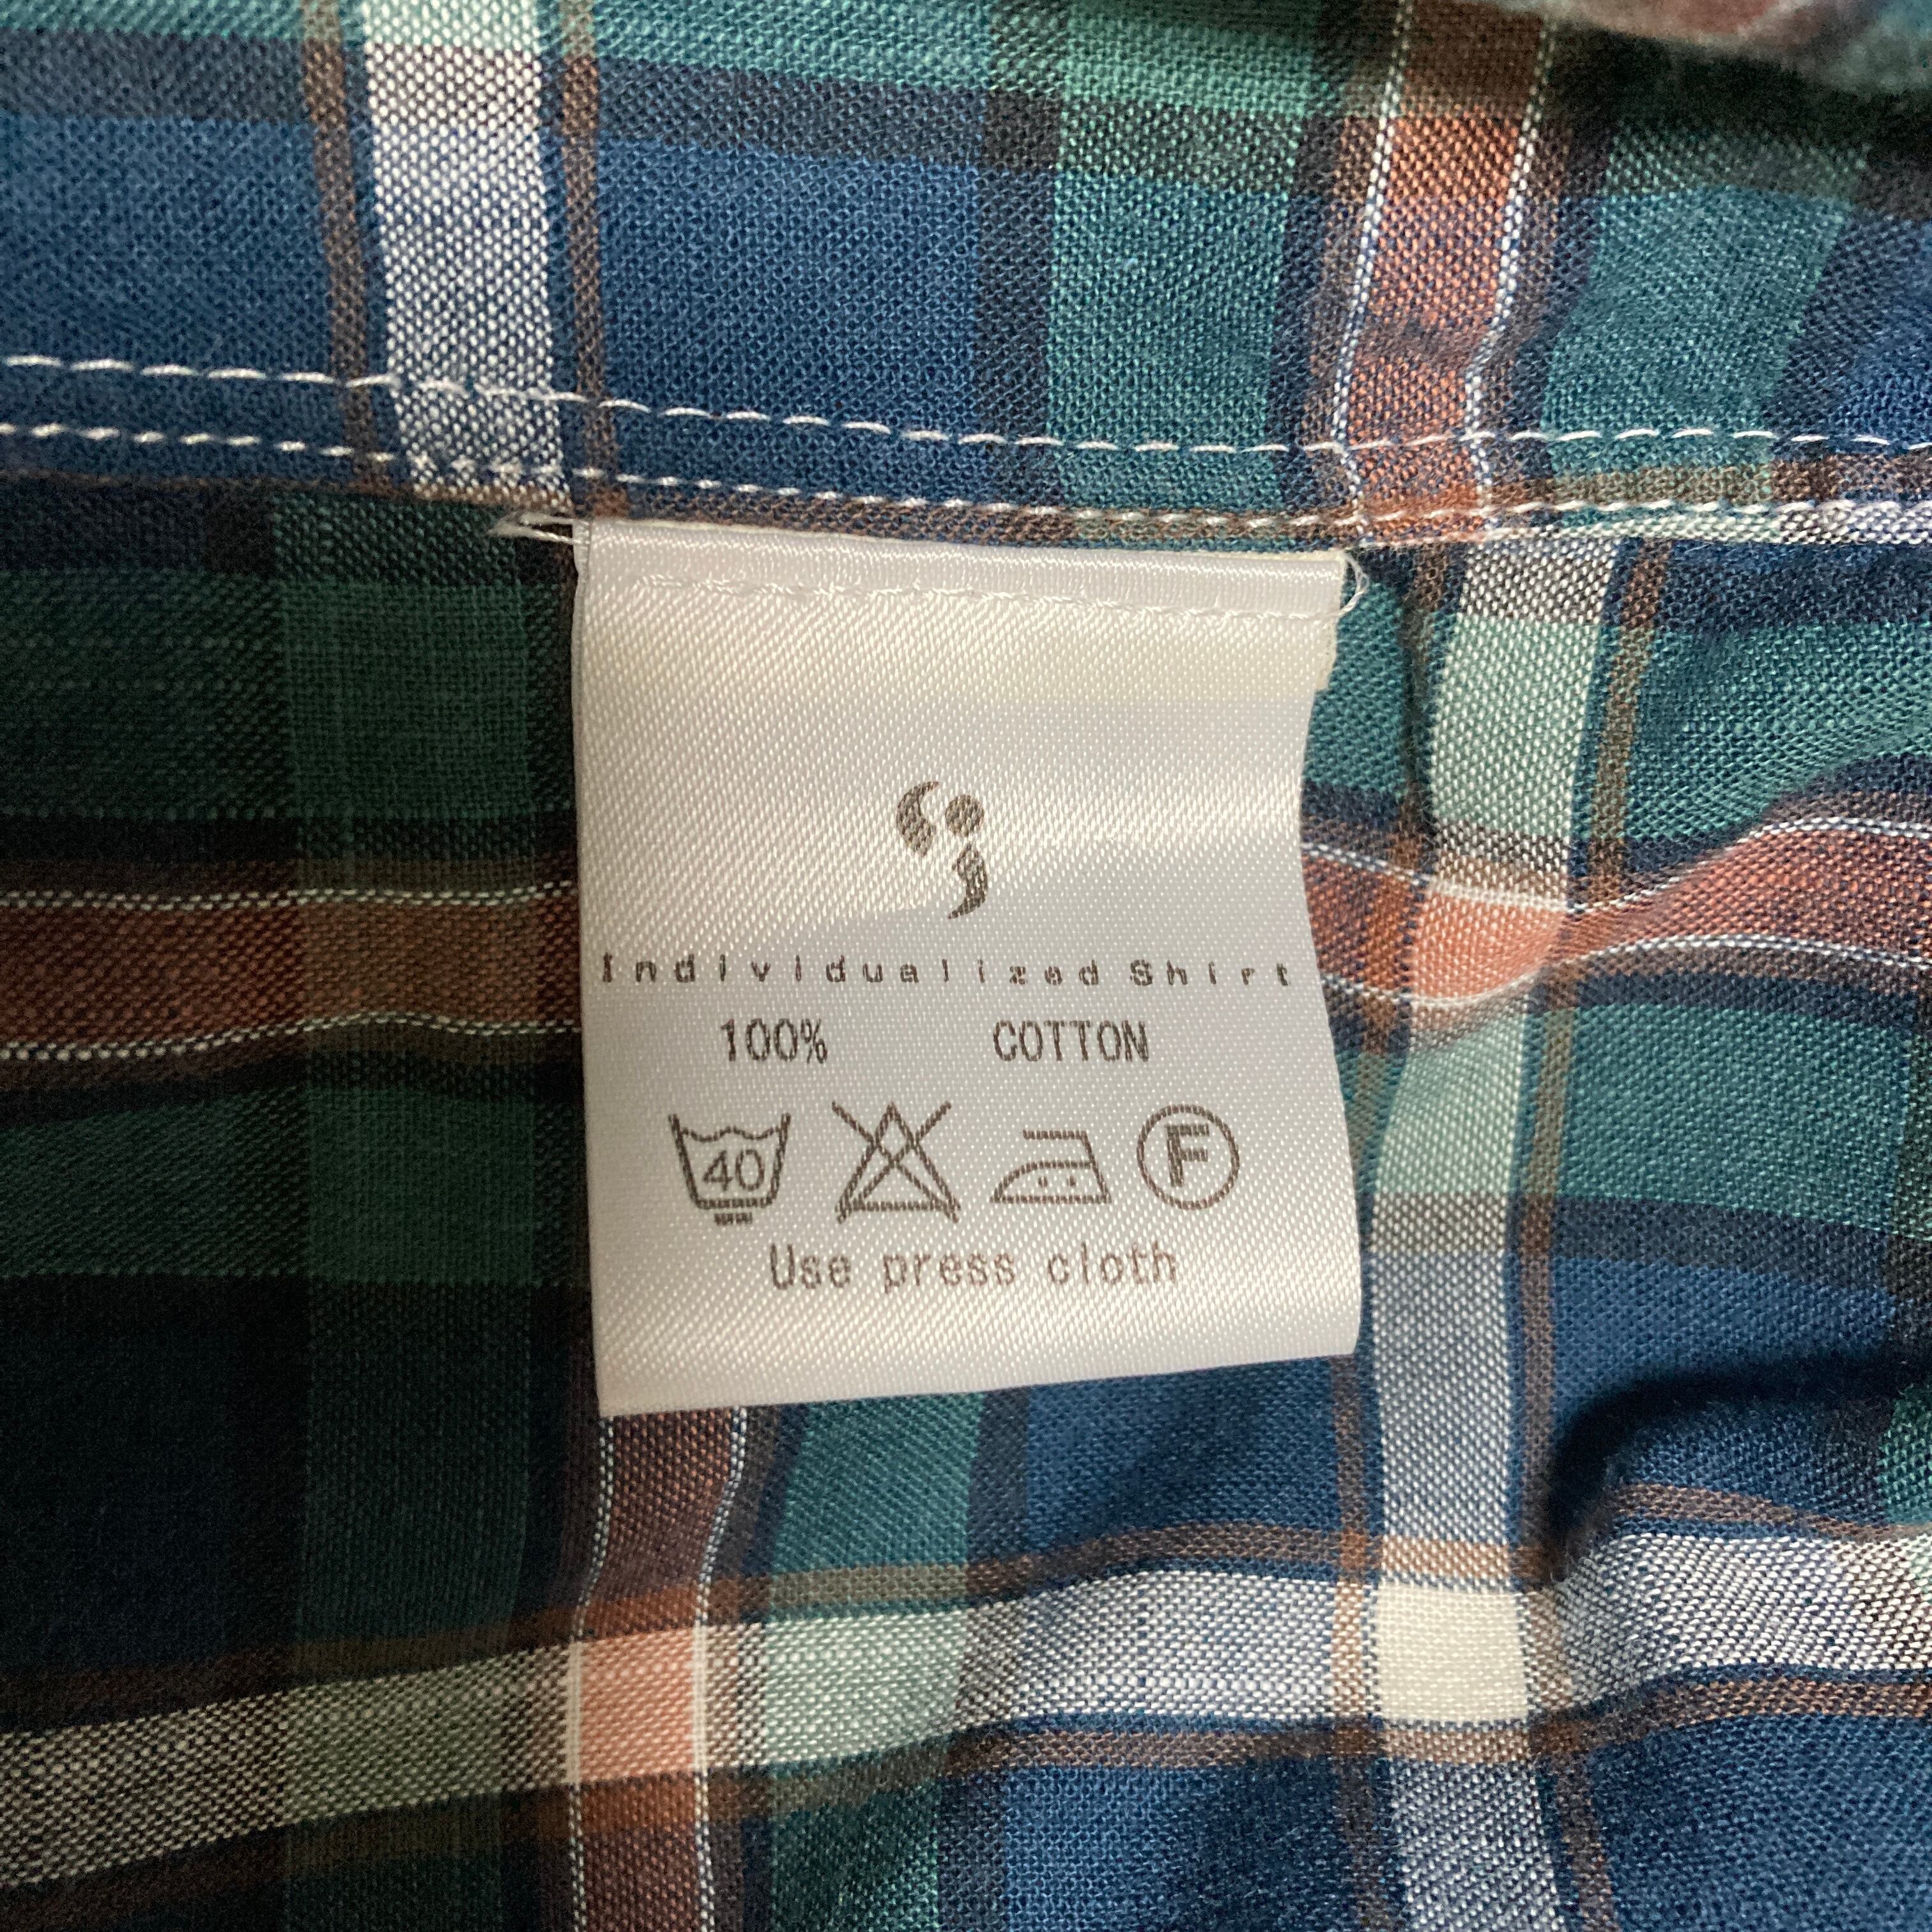 Individualized Shirt
100% COTTON
40 F
Use press cloth